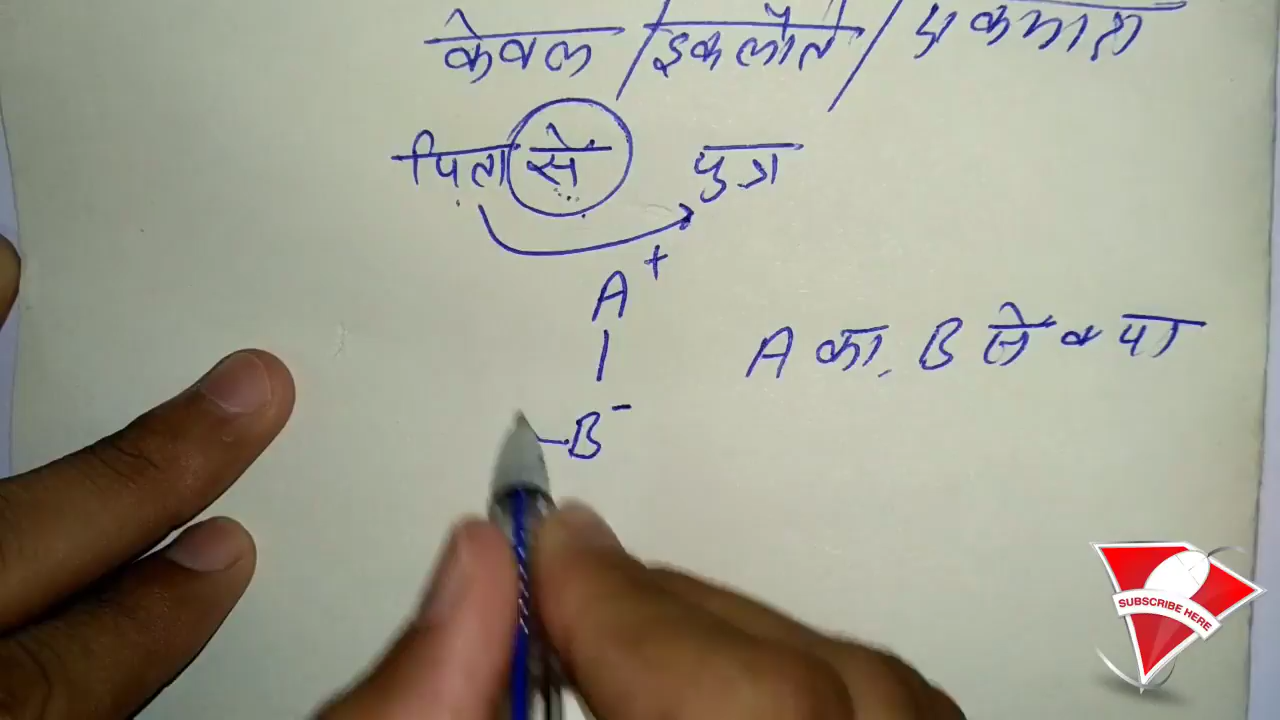 केवल / इकलौते / एकमात्र
पिता से पुत्र
A +
A का, B से क्या
B -
SUBSCRIBE HERE